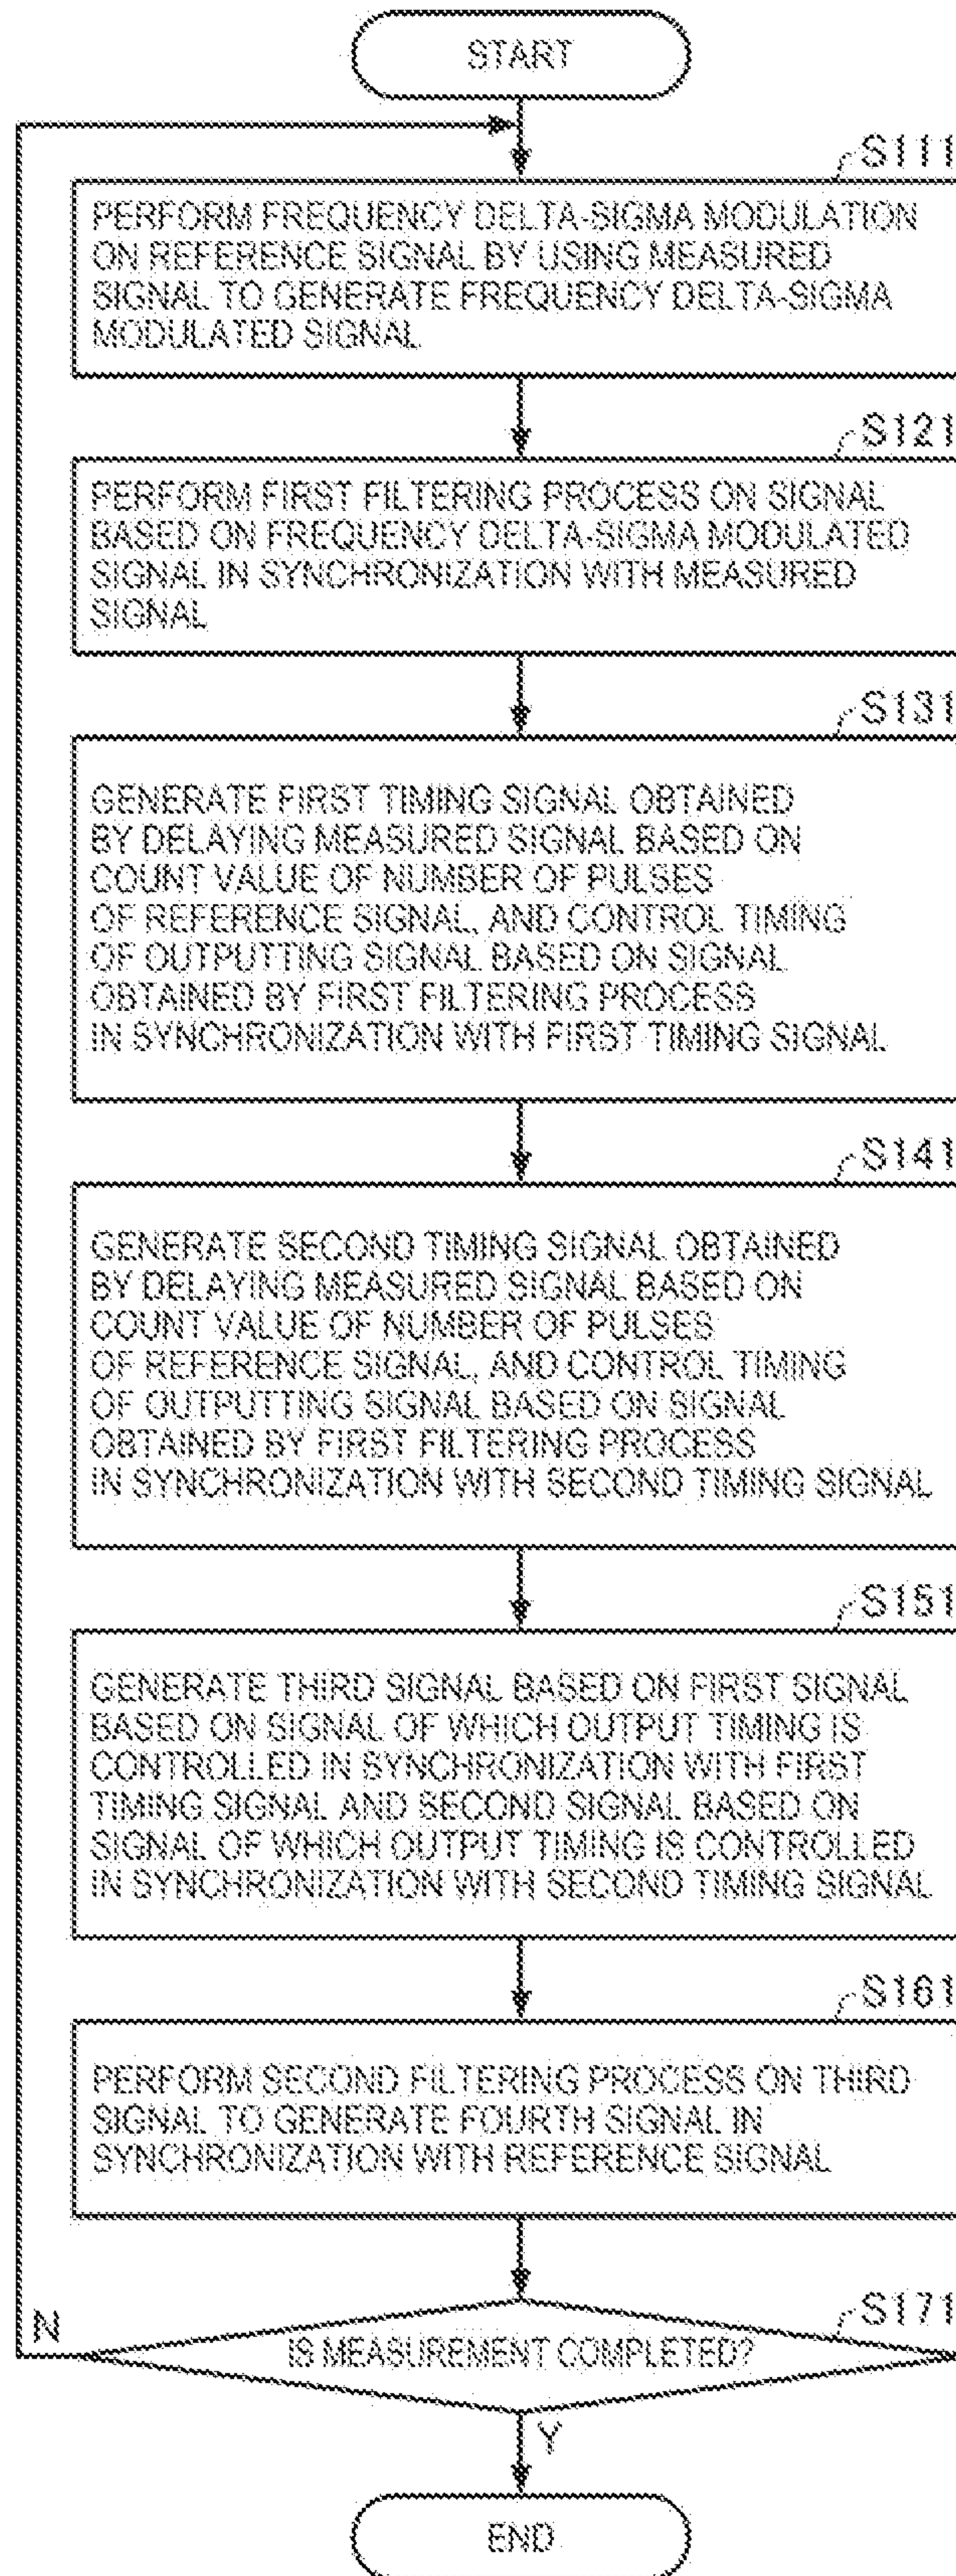 START
S111
PERFORM FREQUENCY DELTA-SIGMA MODULATION
ON REFERENCE SIGNAL BY USING MEASURED
SIGNAL TO GENERATE FREQUENCY DELTA-SIGMA
MODULATED SIGNAL
S121
PERFORM FIRST FILTERING PROCESS ON SIGNAL
BASED ON FREQUENCY DELTA-SIGMA MODULATED
SIGNAL IN SYNCHRONIZATION WITH MEASURED
SIGNAL
S131
GENERATE FIRST TIMING SIGNAL OBTAINED
BY DELAYING MEASURED SIGNAL BASED ON
COUNT VALUE OF NUMBER OF PULSES
OF REFERENCE SIGNAL, AND CONTROL TIMING
OF OUTPUTTING SIGNAL BASED ON SIGNAL
OBTAINED BY FIRST FILTERING PROCESS
IN SYNCHRONIZATION WITH FIRST TIMING SIGNAL
S141
GENERATE SECOND TIMING SIGNAL OBTAINED
BY DELAYING MEASURED SIGNAL BASED ON
COUNT VALUE OF NUMBER OF PULSES
OF REFERENCE SIGNAL, AND CONTROL TIMING
OF OUTPUTTING SIGNAL BASED ON SIGNAL
OBTAINED BY FIRST FILTERING PROCESS
IN SYNCHRONIZATION WITH SECOND TIMING SIGNAL
S151
GENERATE THIRD SIGNAL BASED ON FIRST SIGNAL
BASED ON SIGNAL OF WHICH OUTPUT TIMING IS
CONTROLLED IN SYNCHRONIZATION WITH FIRST
TIMING SIGNAL AND SECOND SIGNAL BASED ON
SIGNAL OF WHICH OUTPUT TIMING IS CONTROLLED
IN SYNCHRONIZATION WITH SECOND TIMING SIGNAL
S161
PERFORM SECOND FILTERING PROCESS ON THIRD
SIGNAL TO GENERATE FOURTH SIGNAL IN
SYNCHRONIZATION WITH REFERENCE SIGNAL
S171
N
IS MEASUREMENT COMPLETED?
Y
END